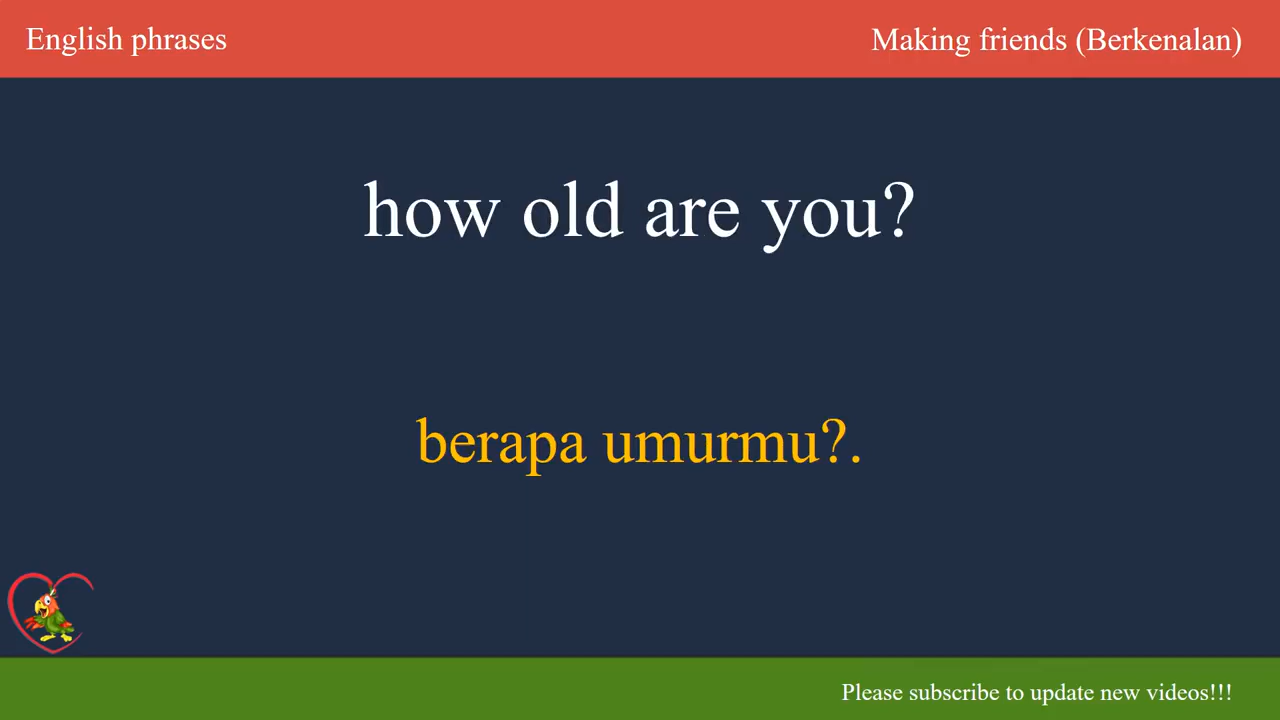 English phrases
Making friends (Berkenalan)
how old are you?
berapa umurmu?.
Please subscribe to update new videos!!!